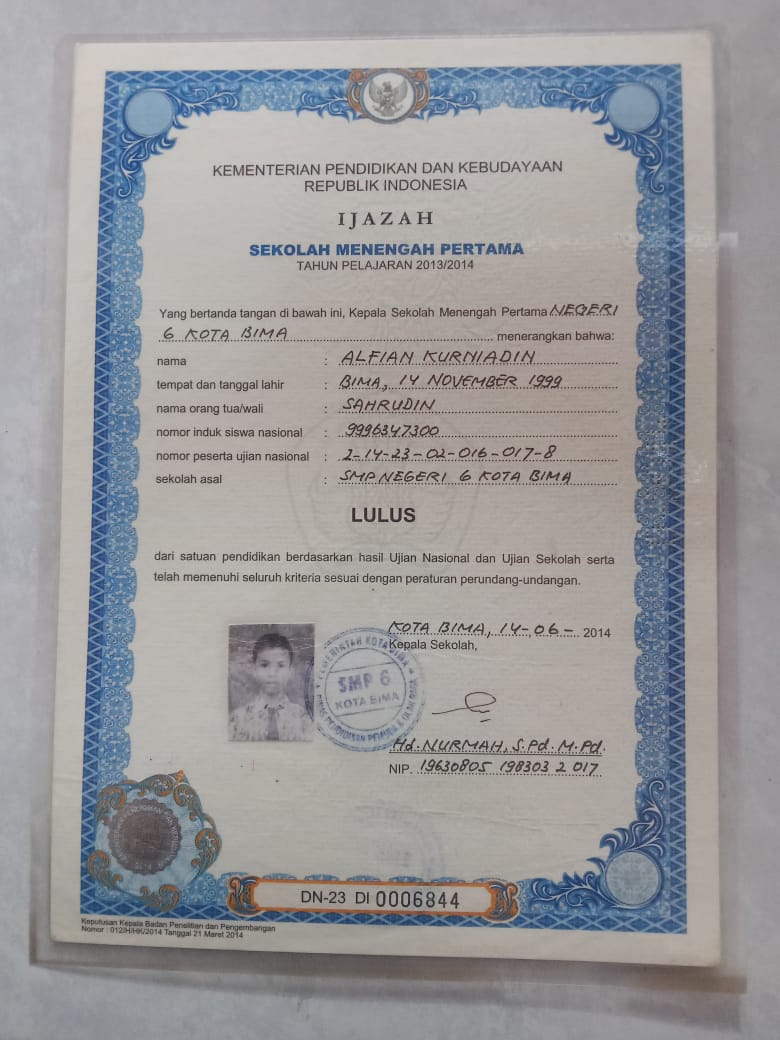 KEMENTERIAN PENDIDIKAN DAN KEBUDAYAAN
REPUBLIK INDONESIA
IJAZAH
SEKOLAH MENENGAH PERTAMA
TAHUN PELAJARAN 2013/2014
Yang bertanda tangan di bawah ini, Kepala Sekolah Menengah Pertama NEGERI
6 KOTA BIMA menerangkan bahwa:
nama : ALFIAN KURNIADIN
tempat dan tanggal lahir : BIMA, 14 NOVEMBER 1999
nama orang tua/wali : SAHRUDIN
nomor induk siswa nasional : 9996347300
nomor peserta ujian nasional : 2-14-23-02-016-017-8
sekolah asal : SMP NEGERI 6 KOTA BIMA
LULUS
dari satuan pendidikan berdasarkan hasil Ujian Nasional dan Ujian Sekolah serta
telah memenuhi seluruh kriteria sesuai dengan peraturan perundang-undangan.
KOTA BIMA, 14-06- 2014
Kepala Sekolah,
PEMERINTAH KOTA BIMA
SMP 6
KOTA BIMA
Hd. NURMAH, S.Pd. M.Pd.
NIP. 19630805 198303 2 017
DN-23 DI 0006844
Keputusan Kepala Badan Penelitian dan Pengembangan
Nomor : 012/H/HK/2014 Tanggal 21 Maret 2014